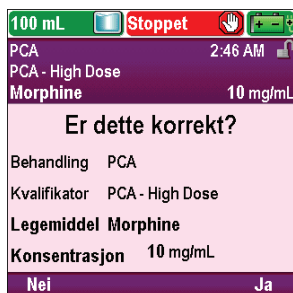 100 mL Stoppet
PCA 2:46 AM
PCA - High Dose
Morphine 10 mg/mL
Er dette korrekt?
Behandling PCA
Kvalifikator PCA - High Dose
Legemiddel Morphine
Konsentrasjon 10 mg/mL
Nei Ja